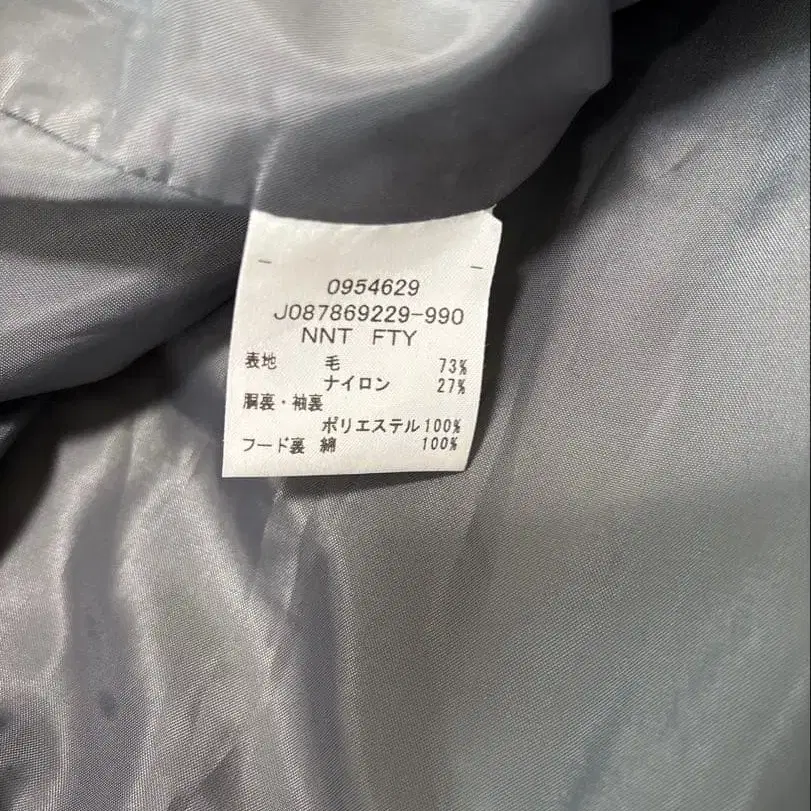 0954629
J087869229-990
NNT FTY
表地 毛 73%
ナイロン 27%
胴裏・袖裏
ポリエステル100%
フード裏 綿 100%